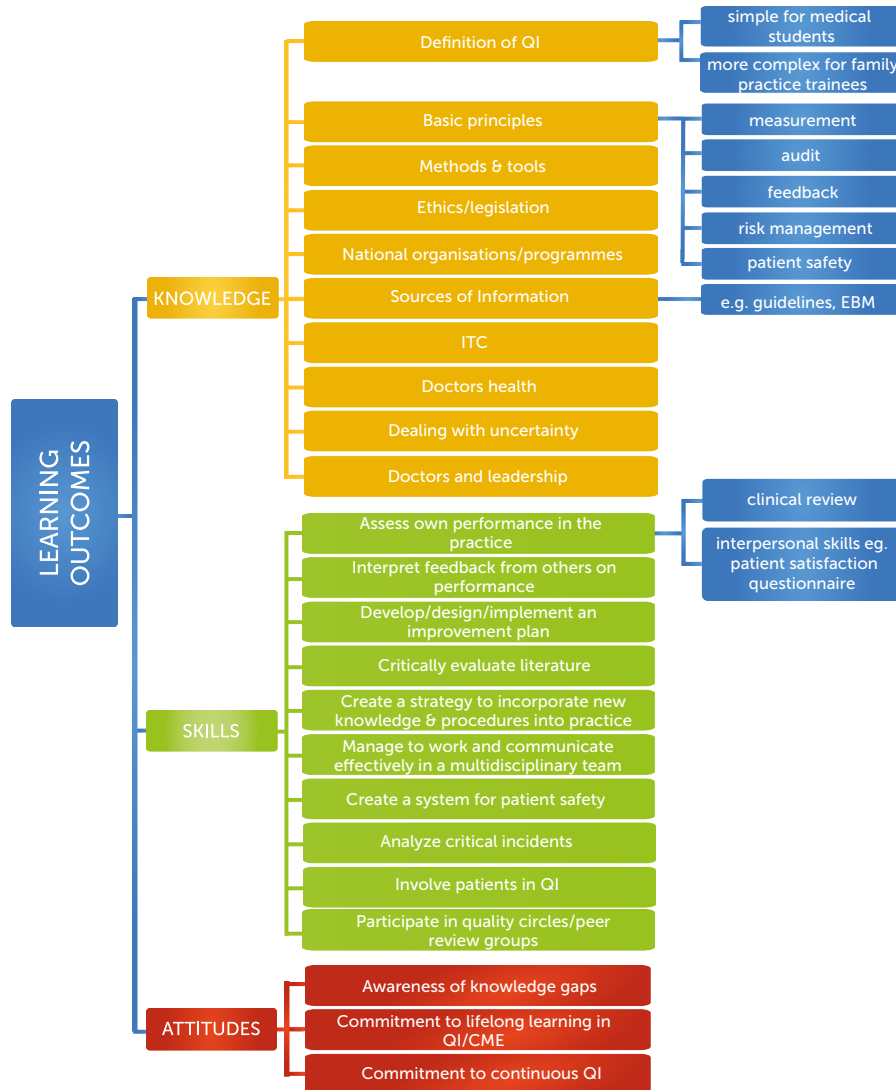 LEARNING
OUTCOMES
KNOWLEDGE
Definition of QI
simple for medical
students
more complex for family
practice trainees
Basic principles
measurement
audit
feedback
risk management
patient safety
Methods & tools
Ethics/legislation
National organisations/programmes
Sources of Information
e.g. guidelines, EBM
ITC
Doctors health
Dealing with uncertainty
Doctors and leadership
SKILLS
Assess own performance in the
practice
clinical review
interpersonal skills eg.
patient satisfaction
questionnaire
Interpret feedback from others on
performance
Develop/design/implement an
improvement plan
Critically evaluate literature
Create a strategy to incorporate new
knowledge & procedures into practice
Manage to work and communicate
effectively in a multidisciplinary team
Create a system for patient safety
Analyze critical incidents
Involve patients in QI
Participate in quality circles/peer
review groups
ATTITUDES
Awareness of knowledge gaps
Commitment to lifelong learning in
QI/CME
Commitment to continuous QI